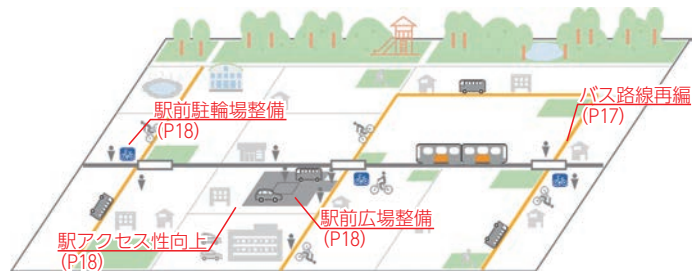 駅前駐輪場整備
(P18)
バス路線再編
(P17)
駅前広場整備
(P18)
駅アクセス性向上
(P18)